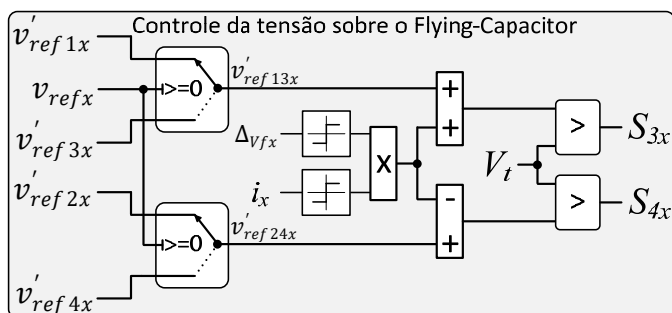 Controle da tensão sobre o Flying-Capacitor
v'ref 1x
vrefx
v'ref 3x
v'ref 2x
v'ref 4x
>=0
v'ref 13x
>=0
v'ref 24x
ΔVfx
ix
X
+
+
-
+
Vt
>
S3x
>
S4x